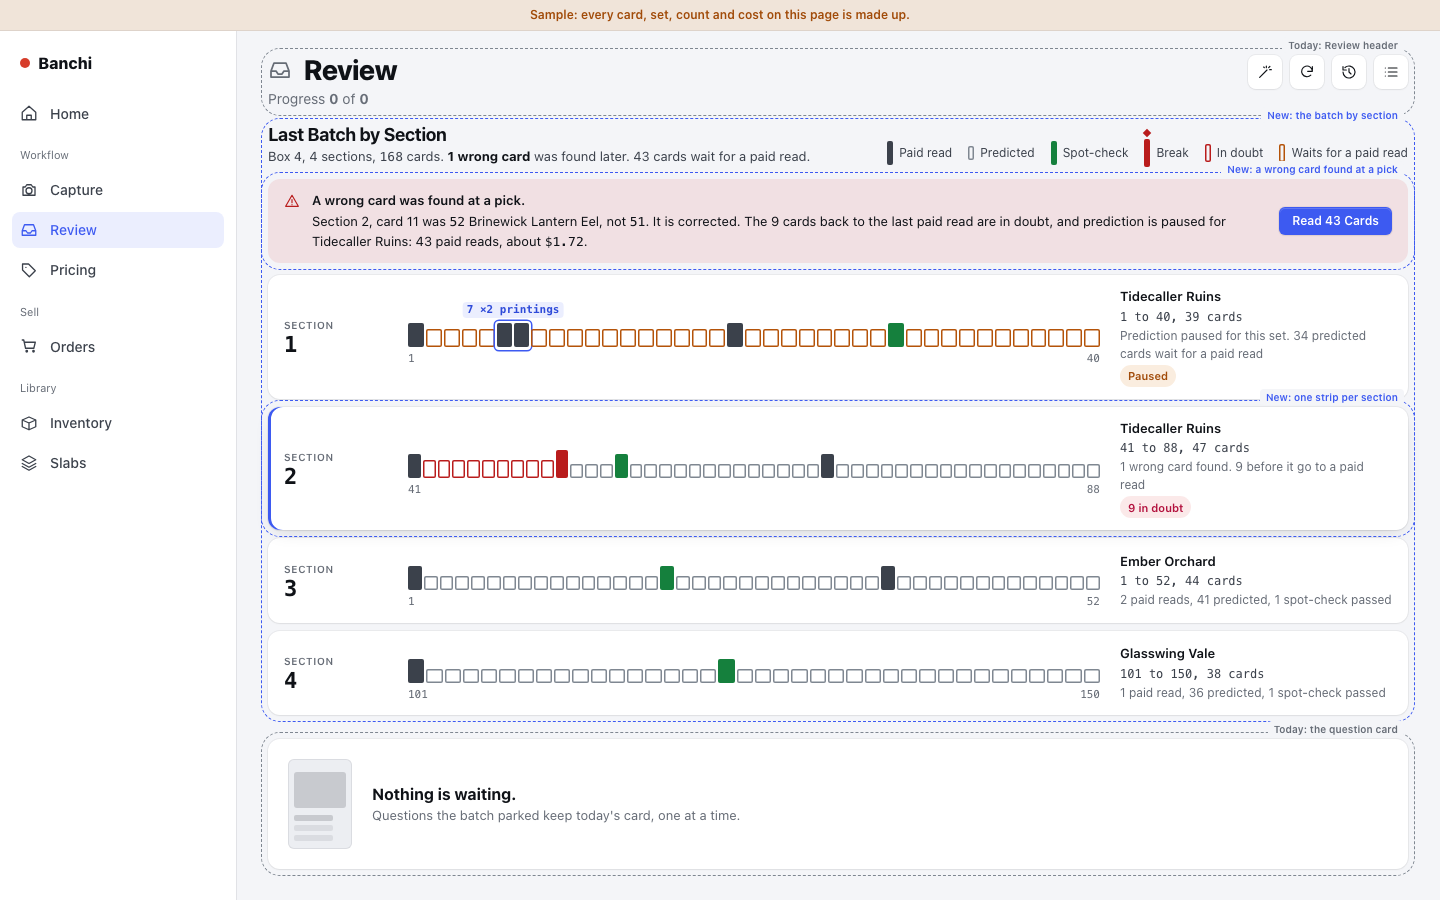 Sample: every card, set, count and cost on this page is made up.
Banchi
Home
Workflow
Capture
Review
Pricing
Sell
Orders
Library
Inventory
Slabs
Today: Review header
Review
Progress 0 of 0
New: the batch by section
Last Batch by Section
Box 4, 4 sections, 168 cards. 1 wrong card was found later. 43 cards wait for a paid read.
Paid read
Predicted
Spot-check
Break
In doubt
Waits for a paid read
New: a wrong card found at a pick
A wrong card was found at a pick.
Section 2, card 11 was 52 Brinewick Lantern Eel, not 51. It is corrected. The 9 cards back to the last paid read are in doubt, and prediction is paused for
Tidecaller Ruins: 43 paid reads, about $1.72.
Read 43 Cards
SECTION
1
7 ×2 printings
1
40
Tidecaller Ruins
1 to 40, 39 cards
Prediction paused for this set. 34 predicted
cards wait for a paid read
Paused
New: one strip per section
SECTION
2
41
88
Tidecaller Ruins
41 to 88, 47 cards
1 wrong card found. 9 before it go to a paid
read
9 in doubt
SECTION
3
1
52
Ember Orchard
1 to 52, 44 cards
2 paid reads, 41 predicted, 1 spot-check passed
SECTION
4
101
150
Glasswing Vale
101 to 150, 38 cards
1 paid read, 36 predicted, 1 spot-check passed
Today: the question card
Nothing is waiting.
Questions the batch parked keep today's card, one at a time.